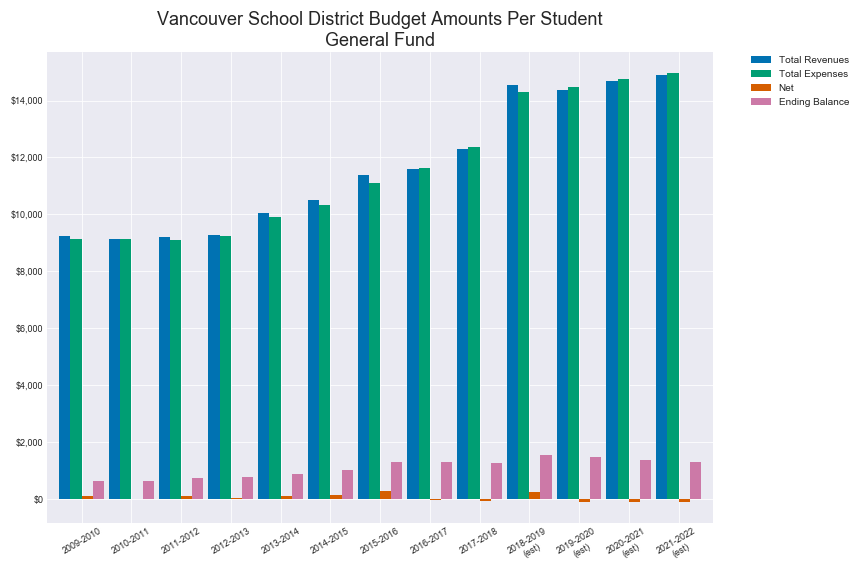 Vancouver School District Budget Amounts Per Student
General Fund
Total Revenues
Total Expenses
Net
Ending Balance
$14,000
$12,000
$10,000
$8,000
$6,000
$4,000
$2,000
$0
2009-2010
2010-2011
2011-2012
2012-2013
2013-2014
2014-2015
2015-2016
2016-2017
2017-2018
2018-2019
(est)
2019-2020
(est)
2020-2021
(est)
2021-2022
(est)